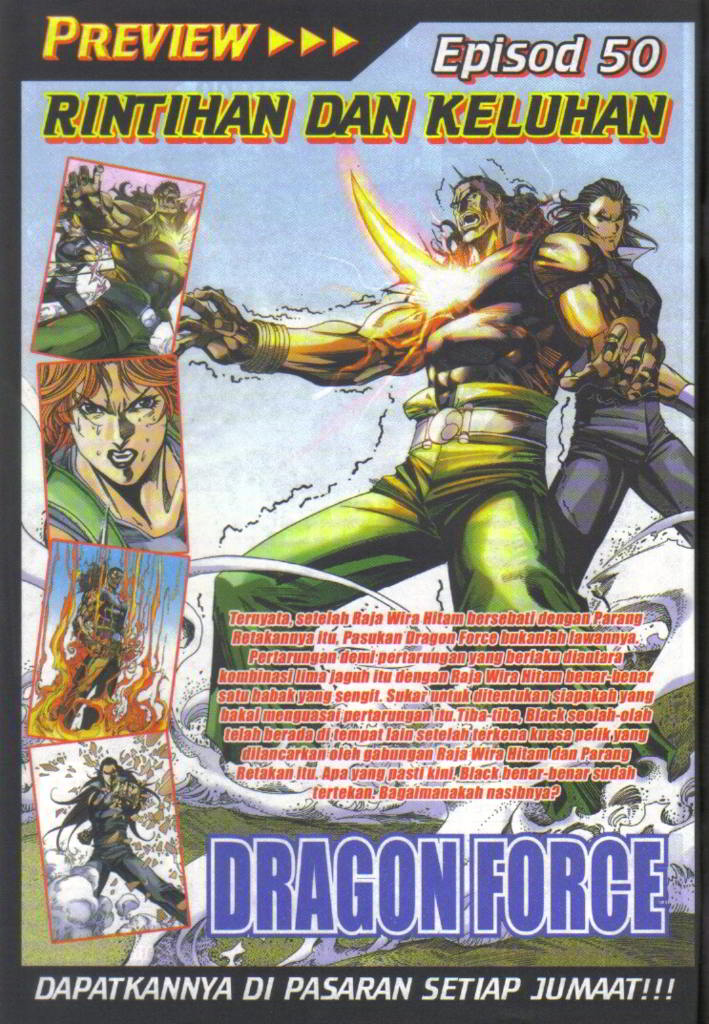 PREVIEW
Episod 50
RINTIHAN DAN KELUHAN
Ternyata, setelah Raja Wira Hitam bersebati dengan Parang
Retakannya itu, Pasukan Dragon Force bukanlah lawannya.
Pertarungan demi pertarungan yang berlaku diantara
kombinasi lima jaguh itu dengan Raja Wira Hitam benar-benar
satu babak yang sengit. Sukar untuk ditentukan siapakah yang
bakal menguasai pertarungan itu. Tiba-tiba, Black seolah-olah
telah berada di tempat lain setelah terkena kuasa pelik yang
dilancarkan oleh gabungan Raja Wira Hitam dan Parang
Retakan itu. Apa yang pasti kini, Black benar-benar sudah
tertekan. Bagaimanakah nasibnya?
DRAGON FORCE
DAPATKANNYA DI PASARAN SETIAP JUMAAT!!!